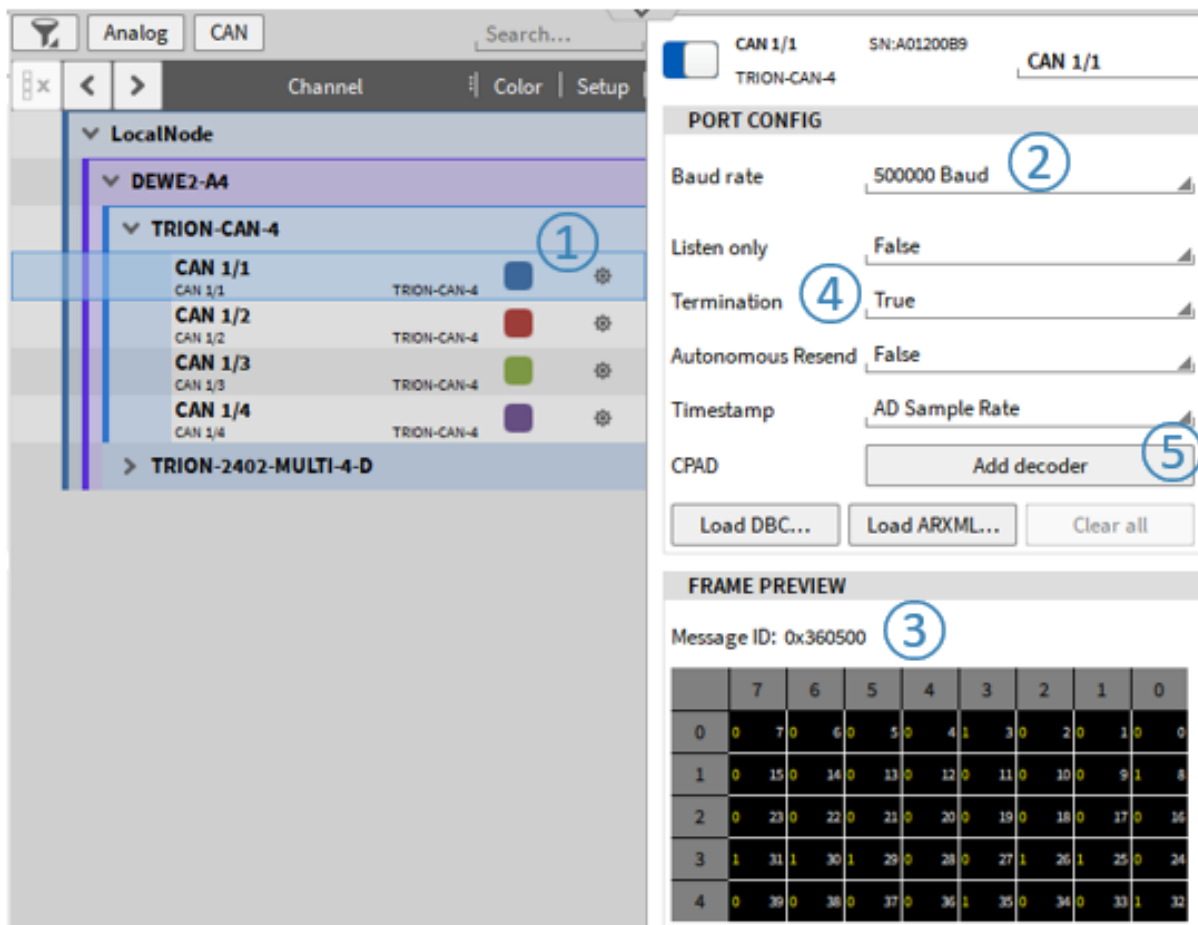 Analog CAN Search...
Channel Color Setup
LocalNode
DEWE2-A4
TRION-CAN-4
①
CAN 1/1
CAN 1/1 TRION-CAN-4
CAN 1/2
CAN 1/2 TRION-CAN-4
CAN 1/3
CAN 1/3 TRION-CAN-4
CAN 1/4
CAN 1/4 TRION-CAN-4
TRION-2402-MULTI-4-D
CAN 1/1 SN:A01200B9 CAN 1/1
TRION-CAN-4
PORT CONFIG
Baud rate 500000 Baud ②
Listen only False
Termination ④ True
Autonomous Resend False
Timestamp AD Sample Rate
CPAD Add decoder ⑤
Load DBC... Load ARXML... Clear all
FRAME PREVIEW
Message ID: 0x360500 ③
7 6 5 4 3 2 1 0
0 0 7 0 6 0 5 0 4 1 3 0 2 0 1 0 0
1 0 15 0 14 0 13 0 12 0 11 0 10 0 9 1 8
2 0 23 0 22 0 21 0 20 0 19 0 18 0 17 0 16
3 1 31 1 30 1 29 0 28 0 27 1 26 1 25 0 24
4 0 39 0 38 0 37 0 36 1 35 0 34 0 33 1 32